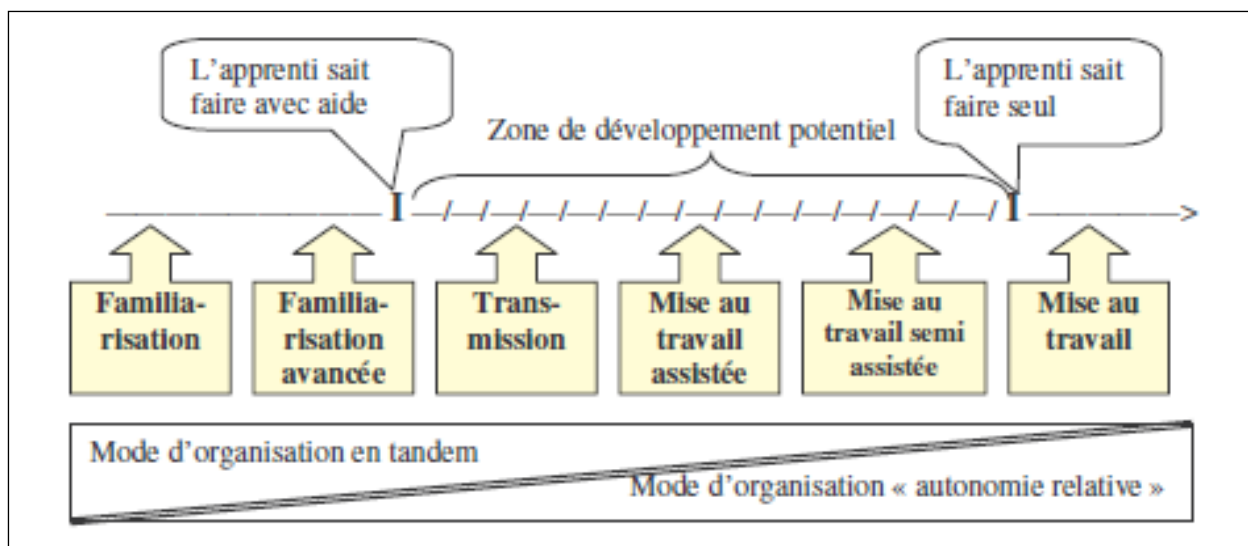 L’apprenti sait
faire avec aide
L’apprenti sait
faire seul
Zone de développement potentiel
I
I
Familia-
risation
Familia-
risation
avancée
Trans-
mission
Mise au
travail
assistée
Mise au
travail semi
assistée
Mise au
travail
Mode d’organisation en tandem
Mode d’organisation « autonomie relative »